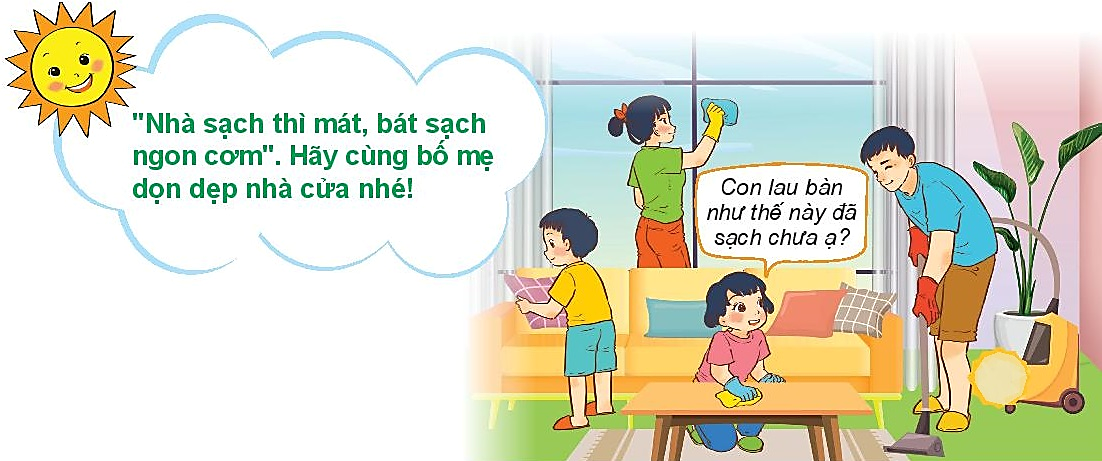 "Nhà sạch thì mát, bát sạch
ngon cơm". Hãy cùng bố mẹ
dọn dẹp nhà cửa nhé!
Con lau bàn
như thế này đã
sạch chưa ạ?